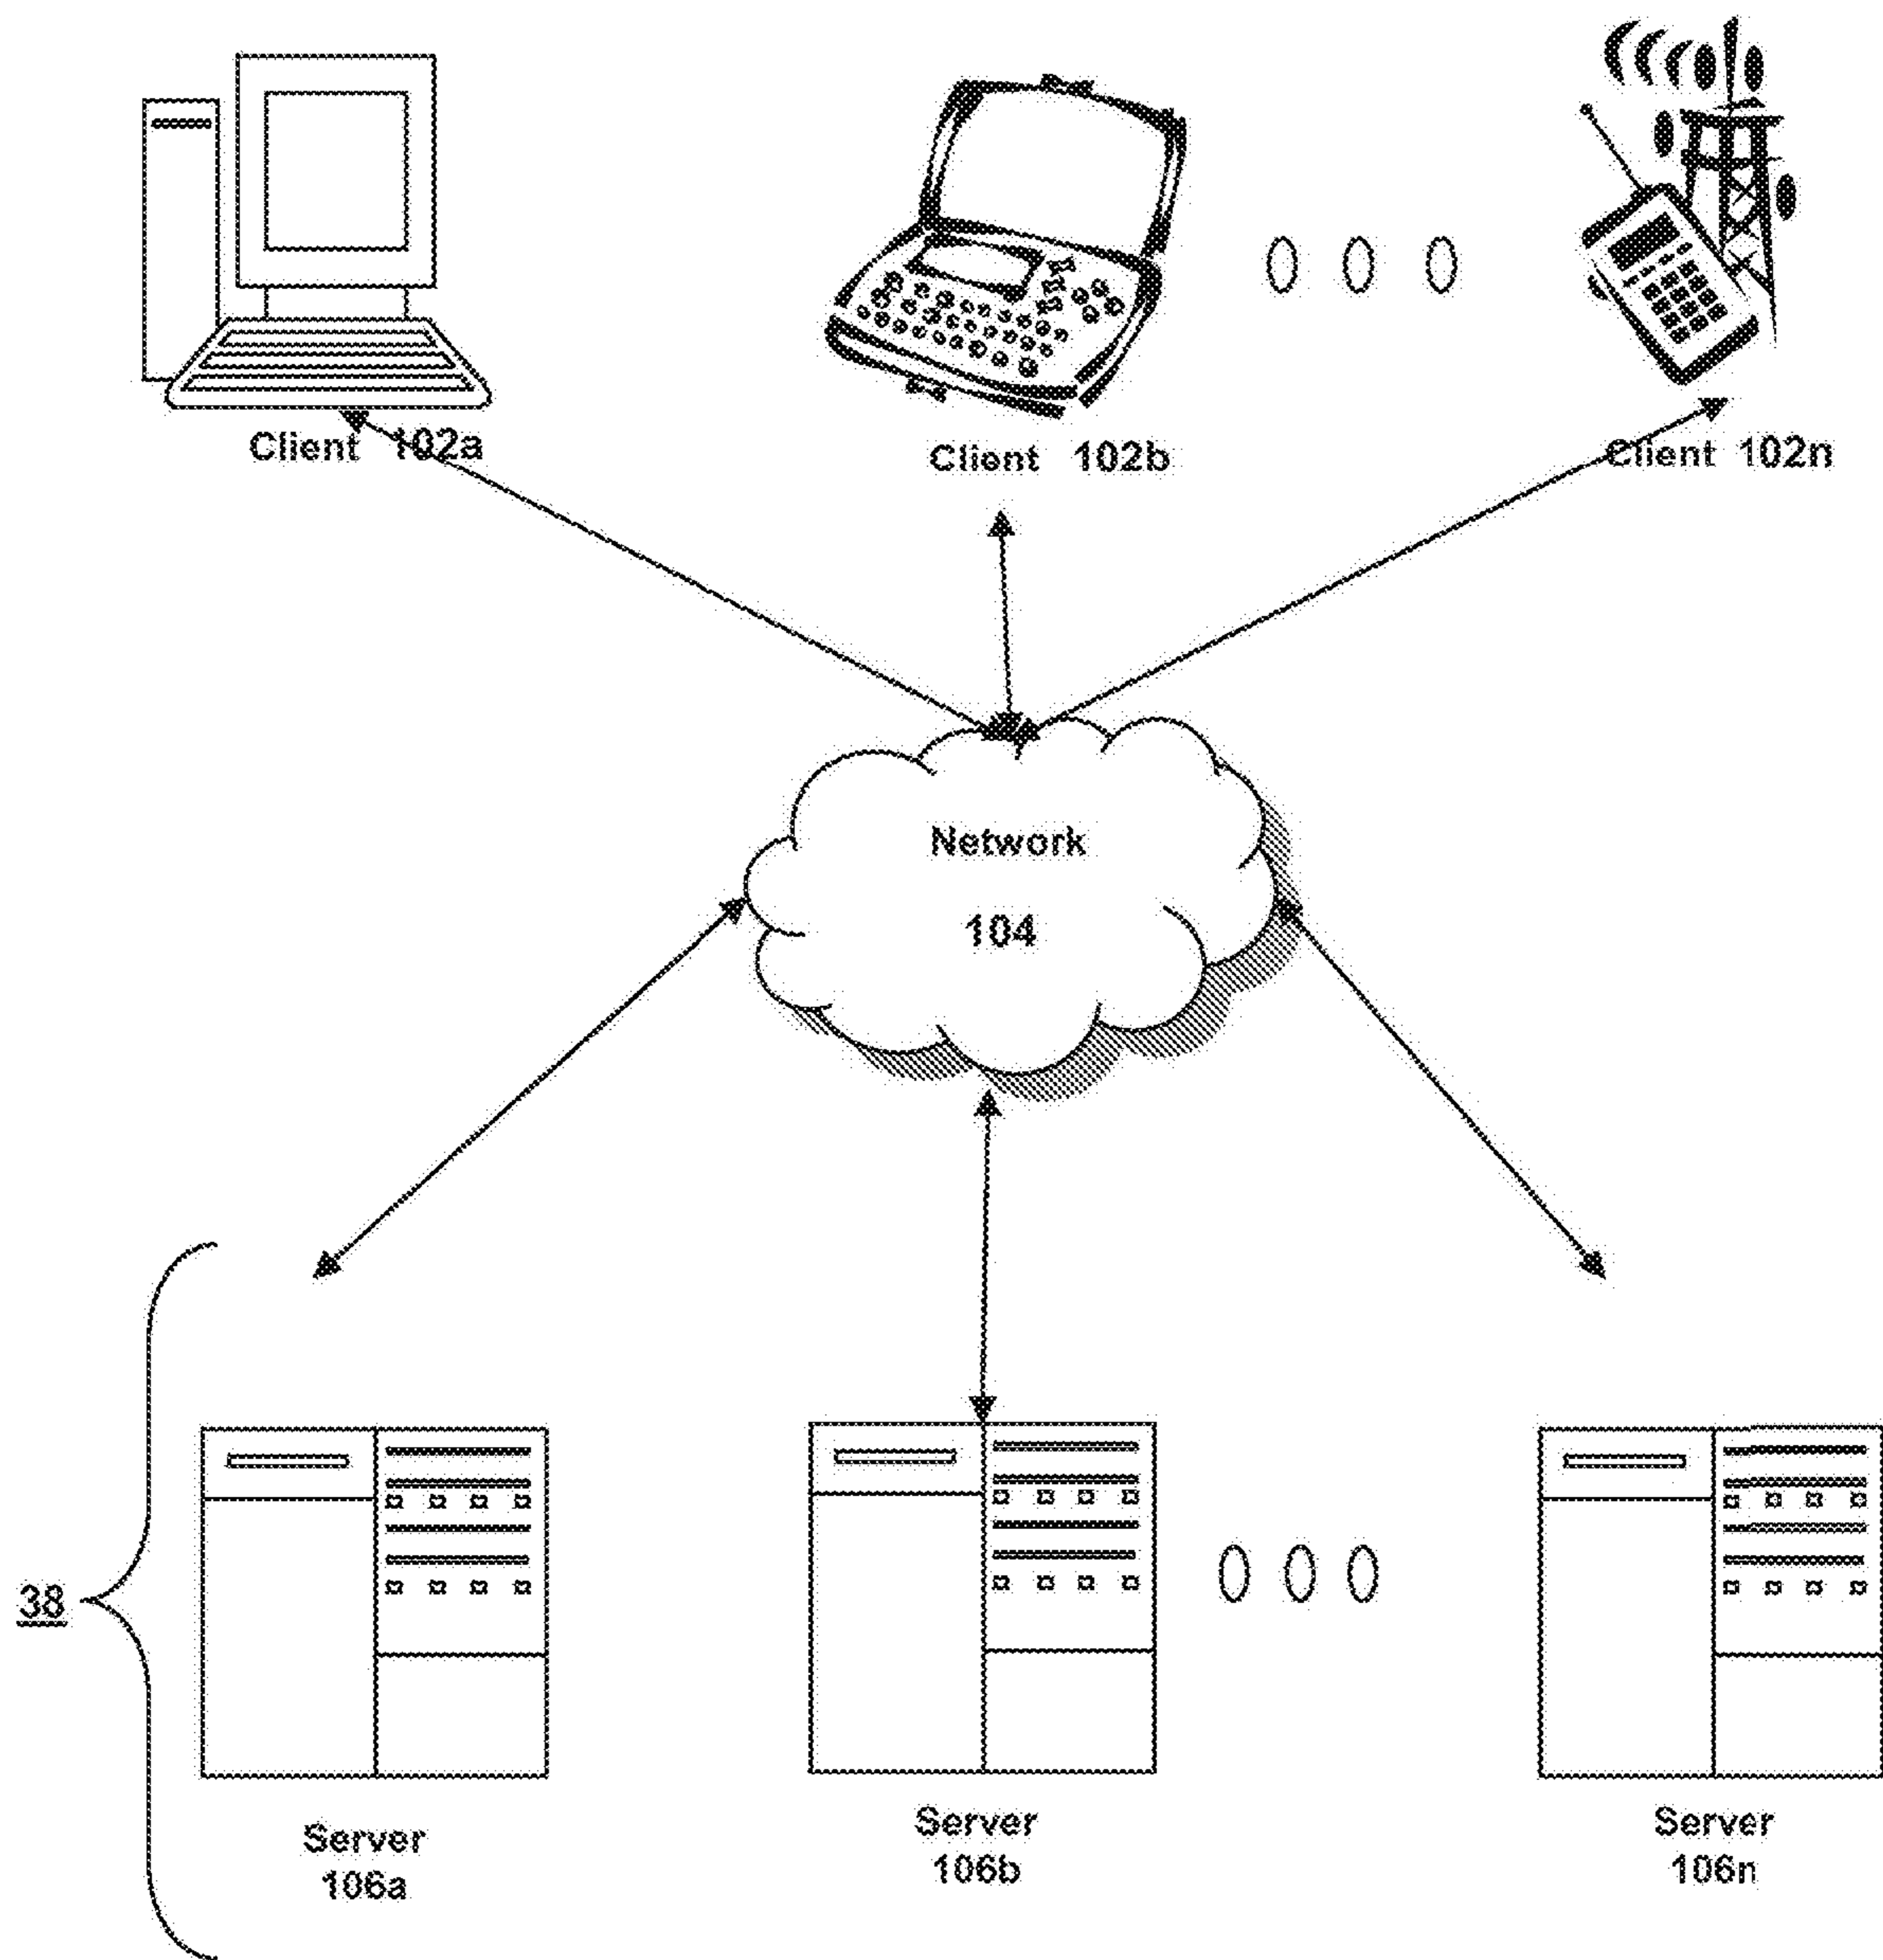 Client 102a
Client 102b
Client 102n
Network
104
38
Server
106a
Server
106b
Server
106n